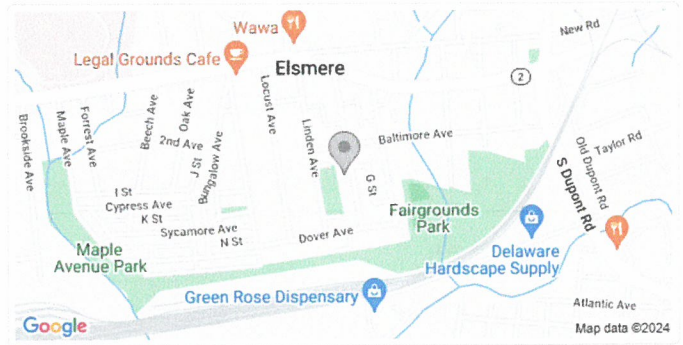 Wawa
New Rd
Legal Grounds Cafe
Elsmere
2
Brookside Ave
Maple Ave
Forrest Ave
Beech Ave
Oak Ave
2nd Ave
J St
Bungalow Ave
Locust Ave
Linden Ave
Baltimore Ave
G St
Old Dupont Rd
Taylor Rd
S Dupont Rd
I St
Cypress Ave
K St
Sycamore Ave
N St
Dover Ave
Fairgrounds
Park
Maple
Avenue Park
Delaware
Hardscape Supply
Green Rose Dispensary
Atlantic Ave
Google
Map data ©2024